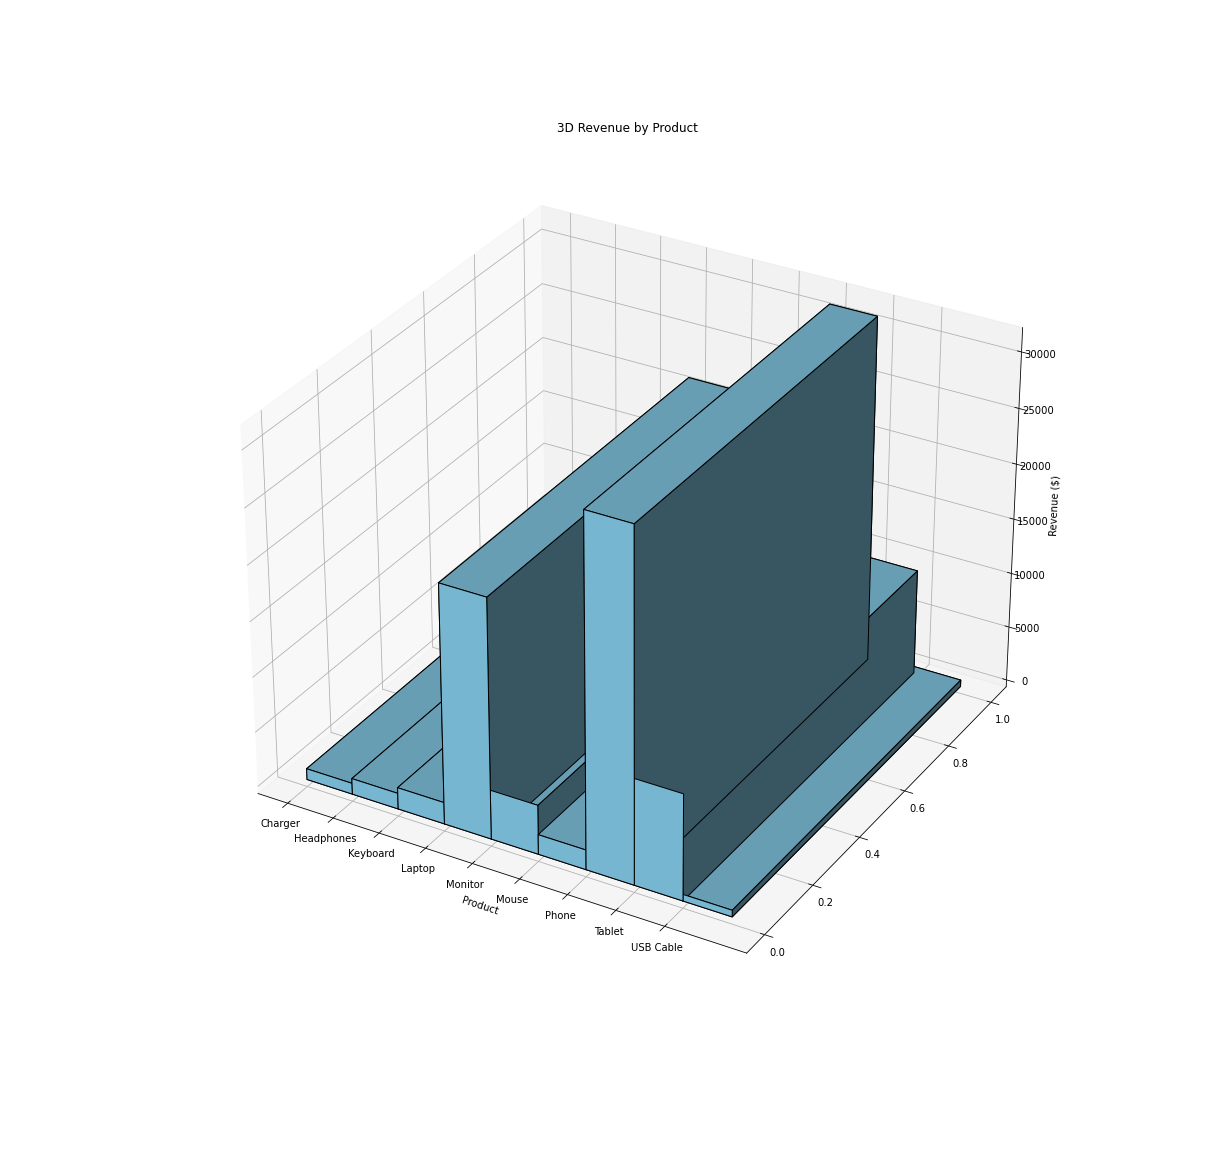 3D Revenue by Product
30000
25000
20000
15000
10000
5000
0
Revenue ($)
1.0
0.8
0.6
0.4
0.2
0.0
Charger
Headphones
Keyboard
Laptop
Monitor
Mouse
Phone
Tablet
USB Cable
Product